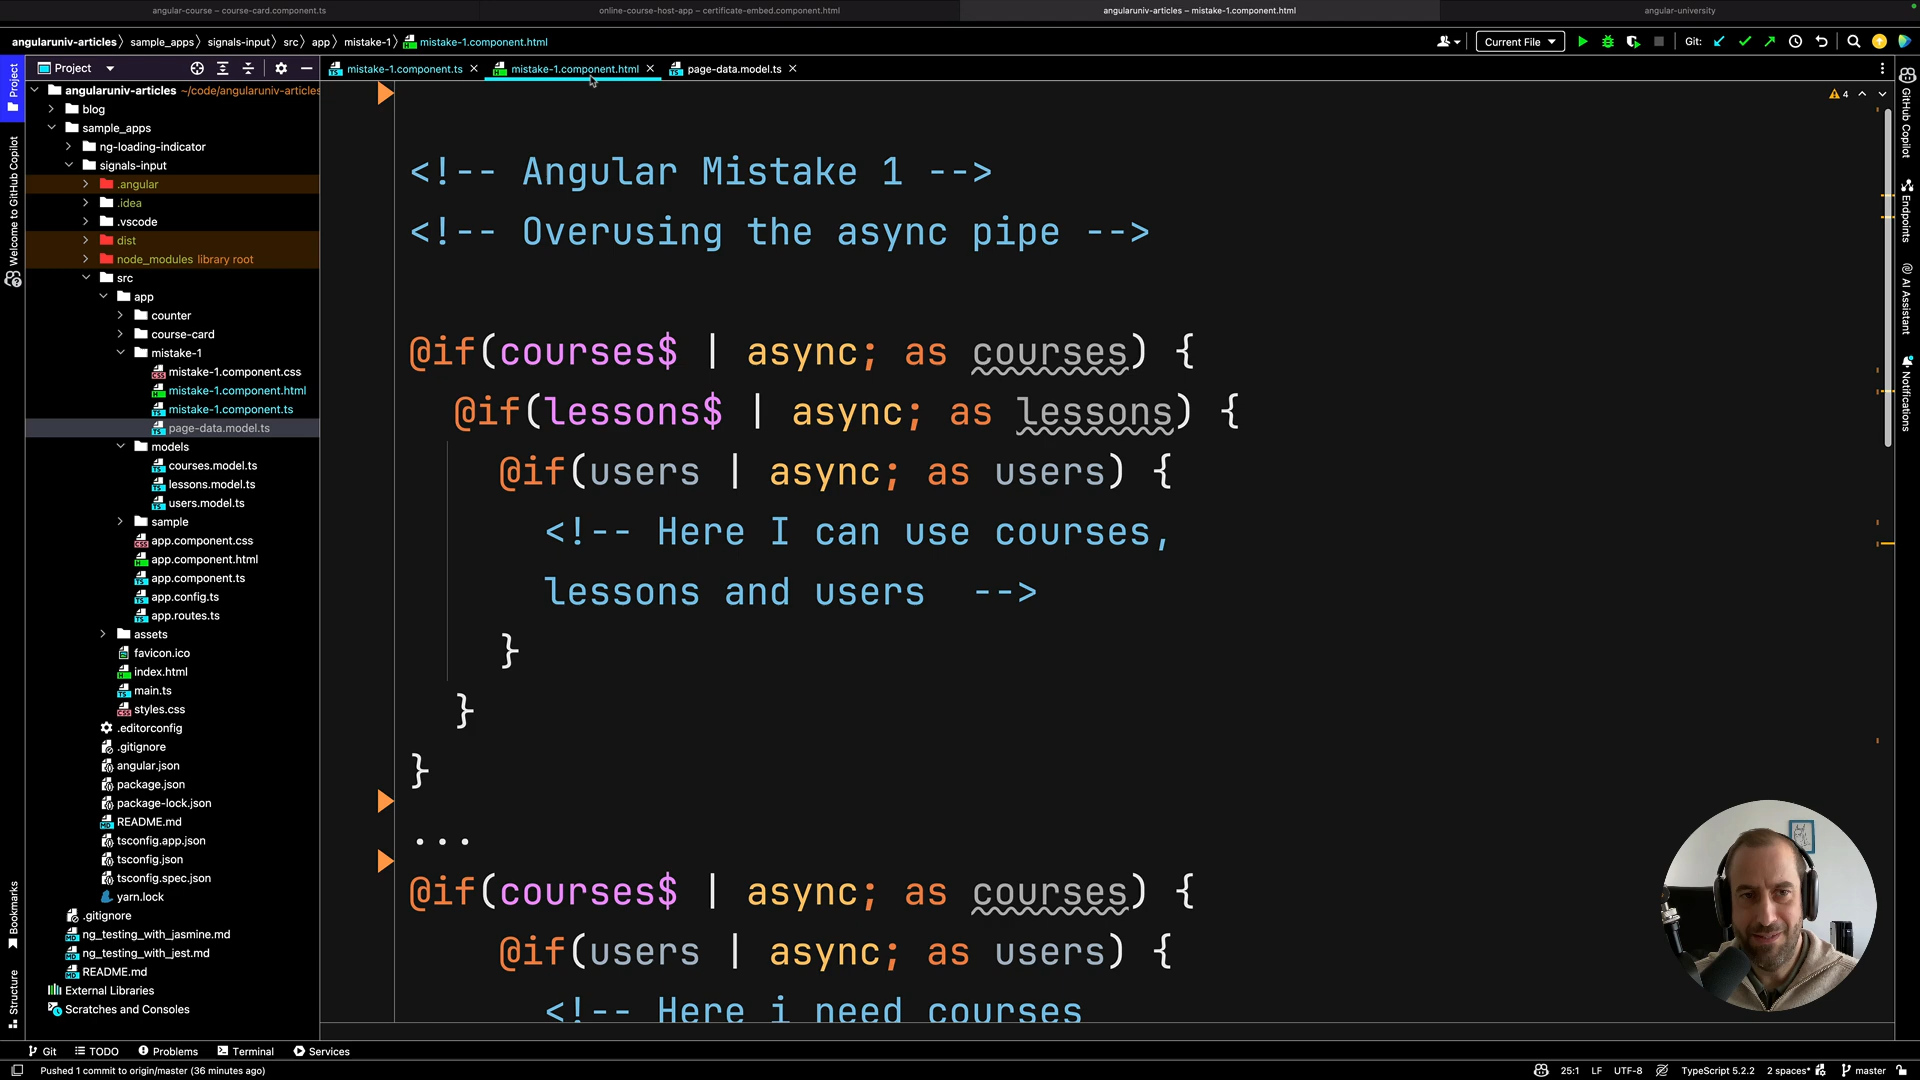 angular-course – course-card.component.ts
online-course-host-app – certificate-embed.component.html
angularuniv-articles – mistake-1.component.html
angular-university
angularuniv-articles
sample_apps
signals-input
src
app
mistake-1
mistake-1.component.html
Current File
Git:
Project
mistake-1.component.ts
mistake-1.component.html
page-data.model.ts
4
angularuniv-articles ~/code/angularuniv-articles
blog
sample_apps
ng-loading-indicator
signals-input
.angular
.idea
.vscode
dist
node_modules library root
src
app
counter
course-card
mistake-1
mistake-1.component.css
mistake-1.component.html
mistake-1.component.ts
page-data.model.ts
models
courses.model.ts
lessons.model.ts
users.model.ts
sample
app.component.css
app.component.html
app.component.ts
app.config.ts
app.routes.ts
assets
favicon.ico
index.html
main.ts
styles.css
.editorconfig
.gitignore
angular.json
package.json
package-lock.json
README.md
tsconfig.app.json
tsconfig.json
tsconfig.spec.json
yarn.lock
.gitignore
ng_testing_with_jasmine.md
ng_testing_with_jest.md
README.md
External Libraries
Scratches and Consoles
Project
Welcome to GitHub Copilot
Bookmarks
Structure
<!-- Angular Mistake 1 -->
<!-- Overusing the async pipe -->
@if(courses$ | async; as courses) {
@if(lessons$ | async; as lessons) {
@if(users | async; as users) {
<!-- Here I can use courses,
lessons and users -->
}
}
}
...
@if(courses$ | async; as courses) {
@if(users | async; as users) {
<!-- Here i need courses
GitHub Copilot
Endpoints
AI Assistant
Notifications
Git
TODO
Problems
Terminal
Services
Pushed 1 commit to origin/master (36 minutes ago)
25:1
LF
UTF-8
TypeScript 5.2.2
2 spaces*
master